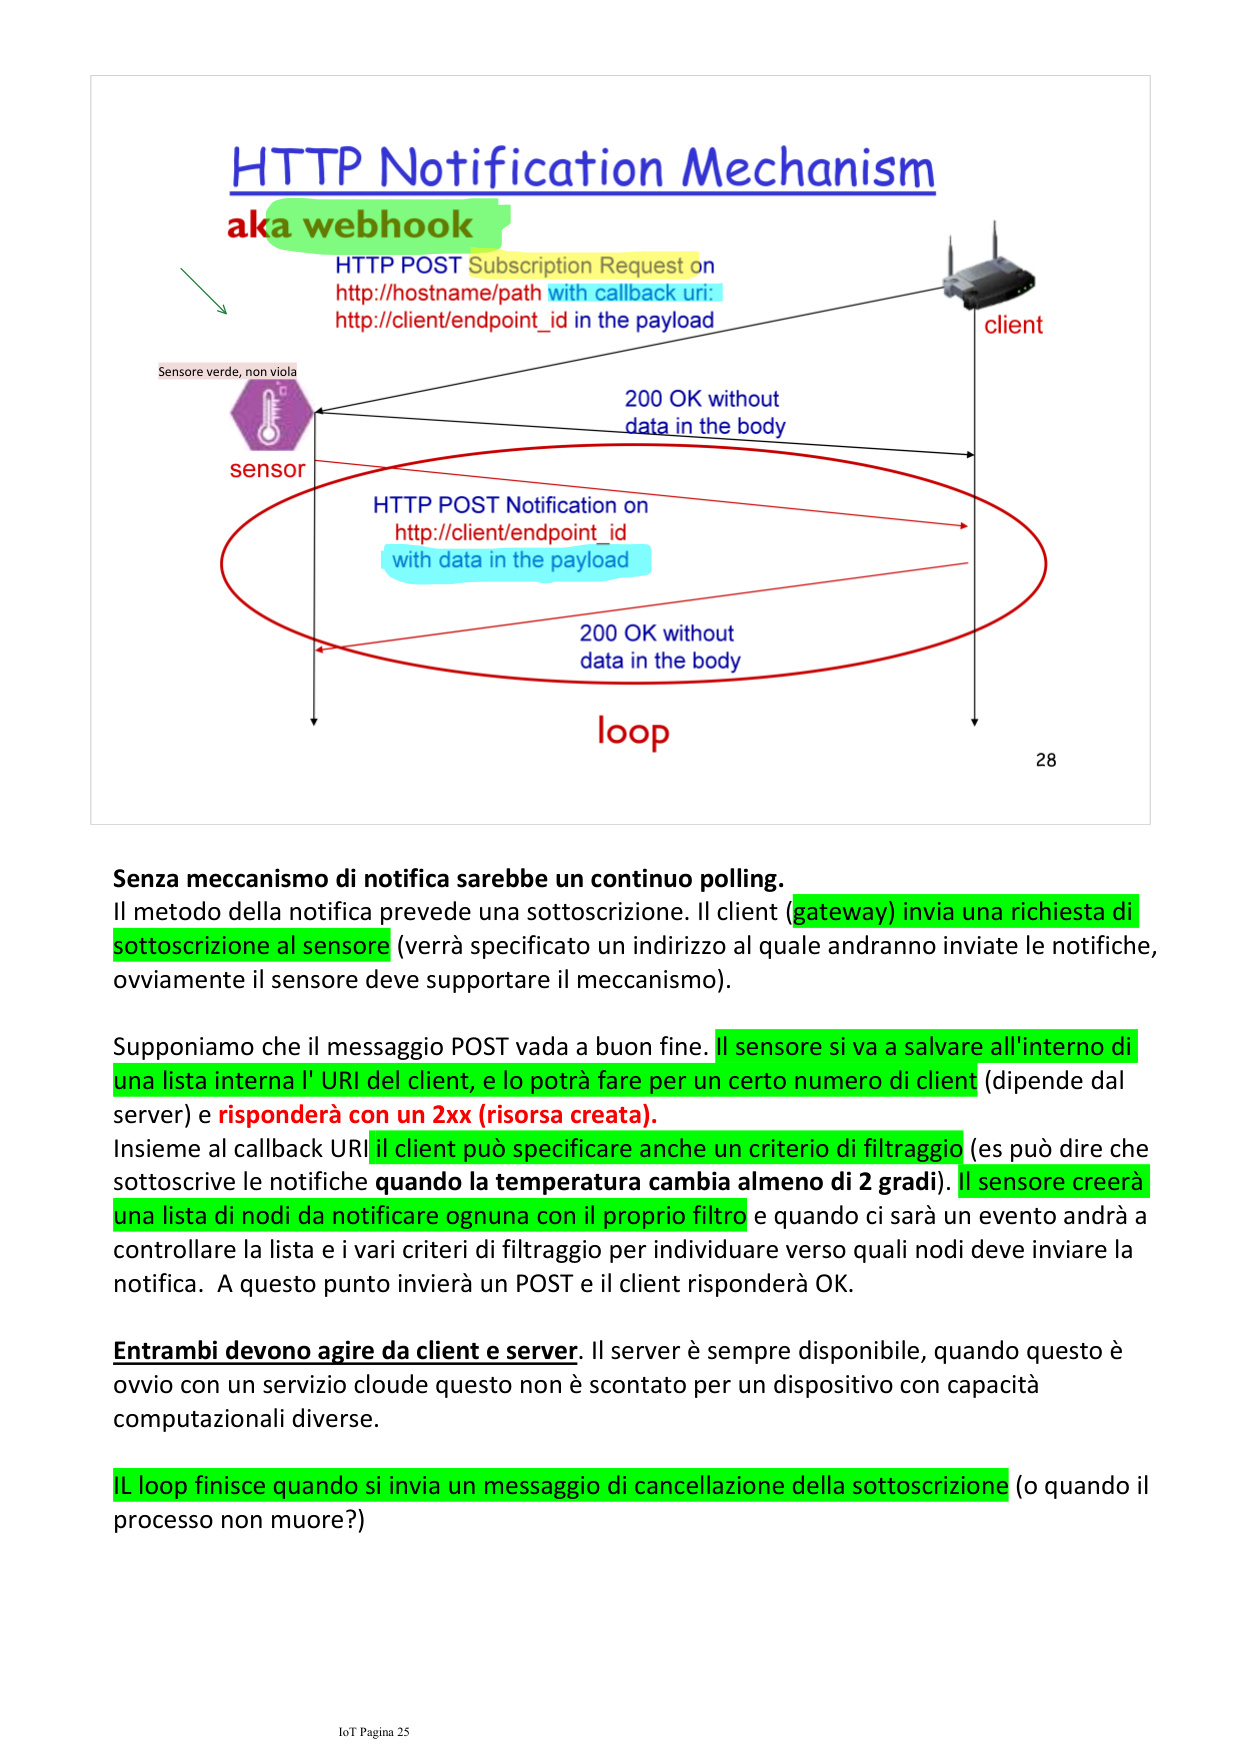 HTTP Notification Mechanism
aka webhook
HTTP POST Subscription Request on
http://hostname/path with callback uri:
http://client/endpoint_id in the payload
client
Sensore verde, non viola
200 OK without
data in the body
sensor
HTTP POST Notification on
http://client/endpoint_id
with data in the payload
200 OK without
data in the body
loop
28
Senza meccanismo di notifica sarebbe un continuo polling.
Il metodo della notifica prevede una sottoscrizione. Il client (gateway) invia una richiesta di
sottoscrizione al sensore (verrà specificato un indirizzo al quale andranno inviate le notifiche,
ovviamente il sensore deve supportare il meccanismo).
Supponiamo che il messaggio POST vada a buon fine. Il sensore si va a salvare all'interno di
una lista interna l' URI del client, e lo potrà fare per un certo numero di client (dipende dal
server) e risponderà con un 2xx (risorsa creata).
Insieme al callback URI il client può specificare anche un criterio di filtraggio (es può dire che
sottoscrive le notifiche quando la temperatura cambia almeno di 2 gradi). Il sensore creerà
una lista di nodi da notificare ognuna con il proprio filtro e quando ci sarà un evento andrà a
controllare la lista e i vari criteri di filtraggio per individuare verso quali nodi deve inviare la
notifica.  A questo punto invierà un POST e il client risponderà OK.
Entrambi devono agire da client e server. Il server è sempre disponibile, quando questo è
ovvio con un servizio cloude questo non è scontato per un dispositivo con capacità
computazionali diverse.
IL loop finisce quando si invia un messaggio di cancellazione della sottoscrizione (o quando il
processo non muore?)
IoT Pagina 25